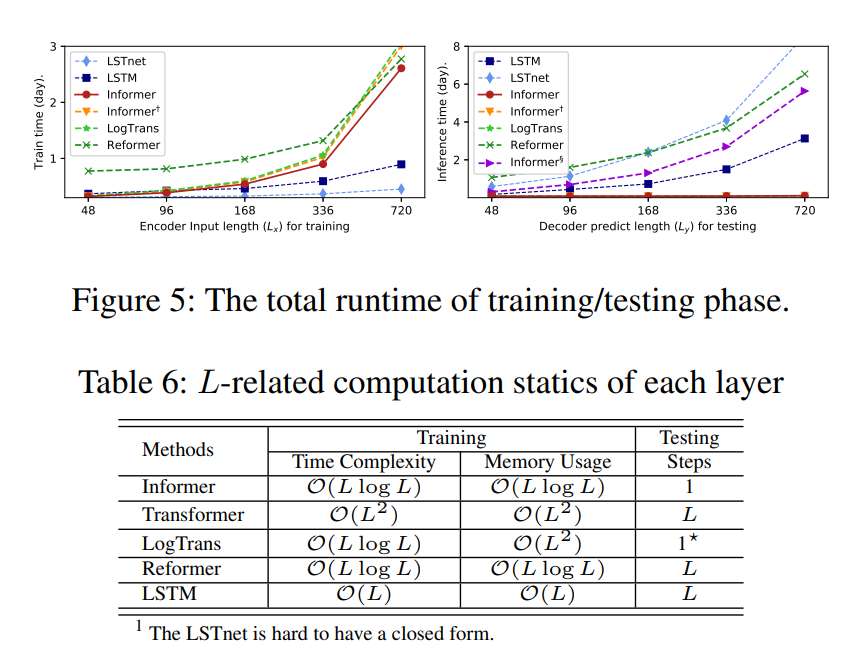 3
2
1
Train time (day).
LSTnet
LSTM
Informer
Informer†
LogTrans
Reformer
48 96 168 336 720
Encoder Input length (Lx) for training
8
6
4
2
Inference time (day).
LSTM
LSTnet
Informer
Informer†
LogTrans
Reformer
Informer§
48 96 168 336 720
Decoder predict length (Ly) for testing
Figure 5: The total runtime of training/testing phase.
Table 6: L-related computation statics of each layer
Methods Training Testing
Time Complexity Memory Usage Steps
Informer O(L log L) O(L log L) 1
Transformer O(L²) O(L²) L
LogTrans O(L log L) O(L²) 1⋆
Reformer O(L log L) O(L log L) L
LSTM O(L) O(L) L
¹ The LSTnet is hard to have a closed form.